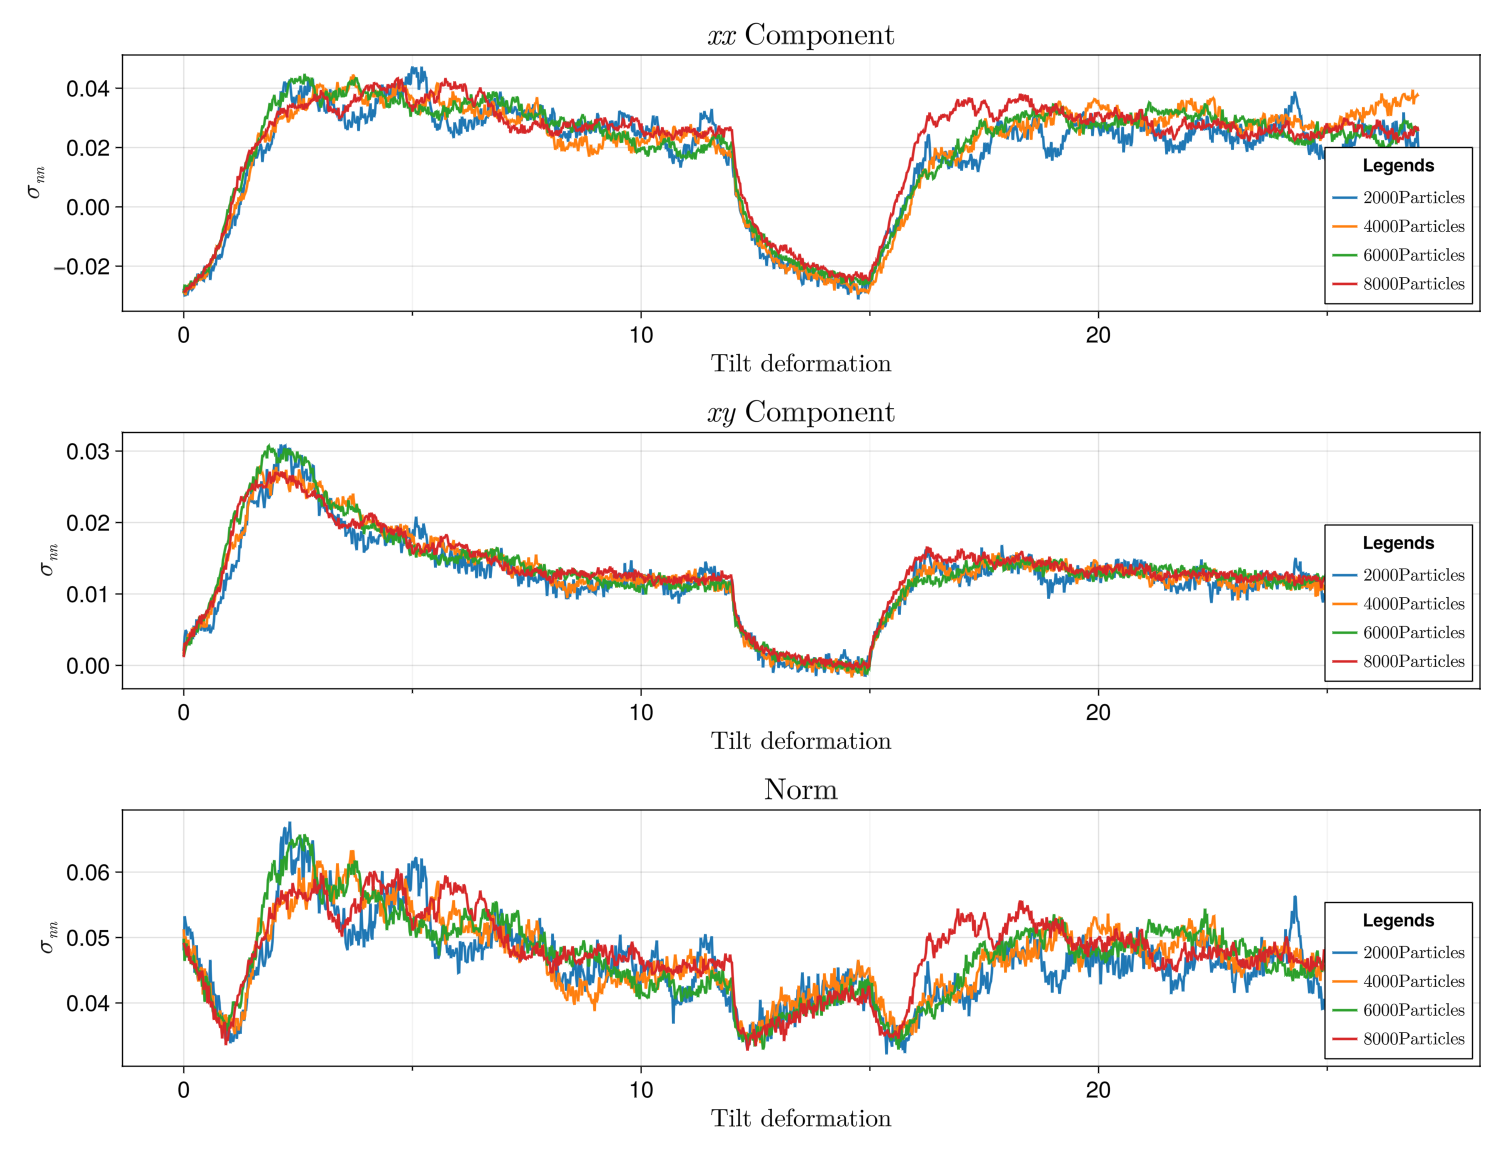 xx Component
σnn
0.04
0.02
0.00
−0.02
0
10
20
Tilt deformation
Legends
2000Particles
4000Particles
6000Particles
8000Particles
xy Component
σnn
0.03
0.02
0.01
0.00
0
10
20
Tilt deformation
Legends
2000Particles
4000Particles
6000Particles
8000Particles
Norm
σnn
0.06
0.05
0.04
0
10
20
Tilt deformation
Legends
2000Particles
4000Particles
6000Particles
8000Particles